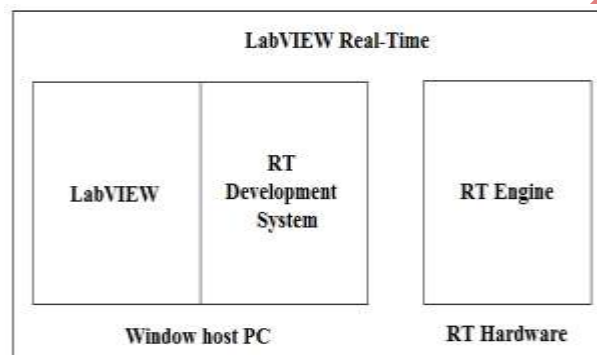 LabVIEW Real-Time
LabVIEW
RT
Development
System
RT Engine
Window host PC
RT Hardware